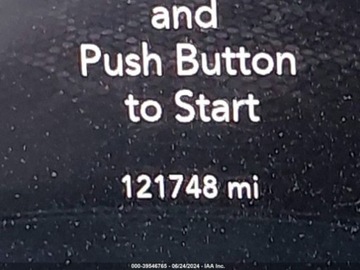 and
Push Button
to Start
121748 mi
000-39546765 - 06/24/2024 - IAA Inc.